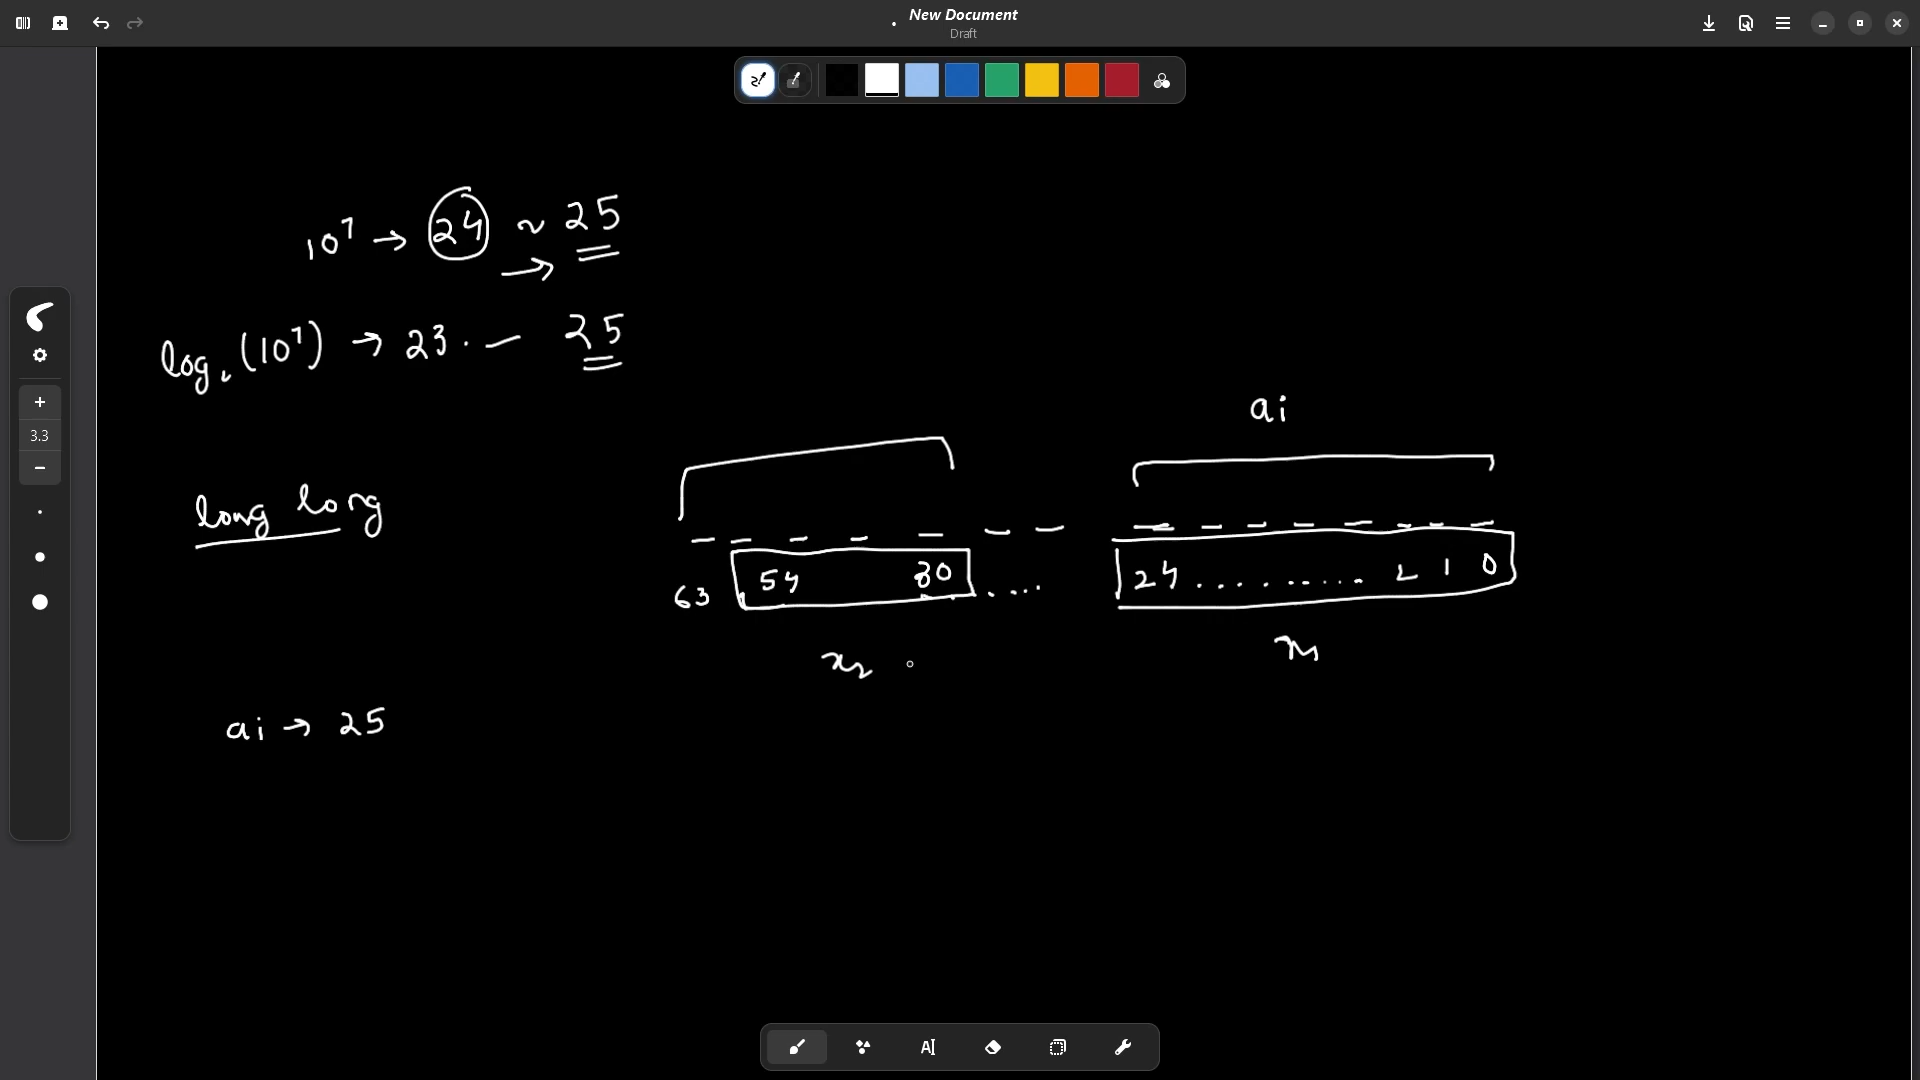 New Document
Draft
10⁷ → 24 ~ 25
→
log₂(10⁷) → 23. — 25
ai
long long
63 54 30 .... 24 ......... 2 1 0
x₂ x₁
ai → 25
+
3.3
−
AI